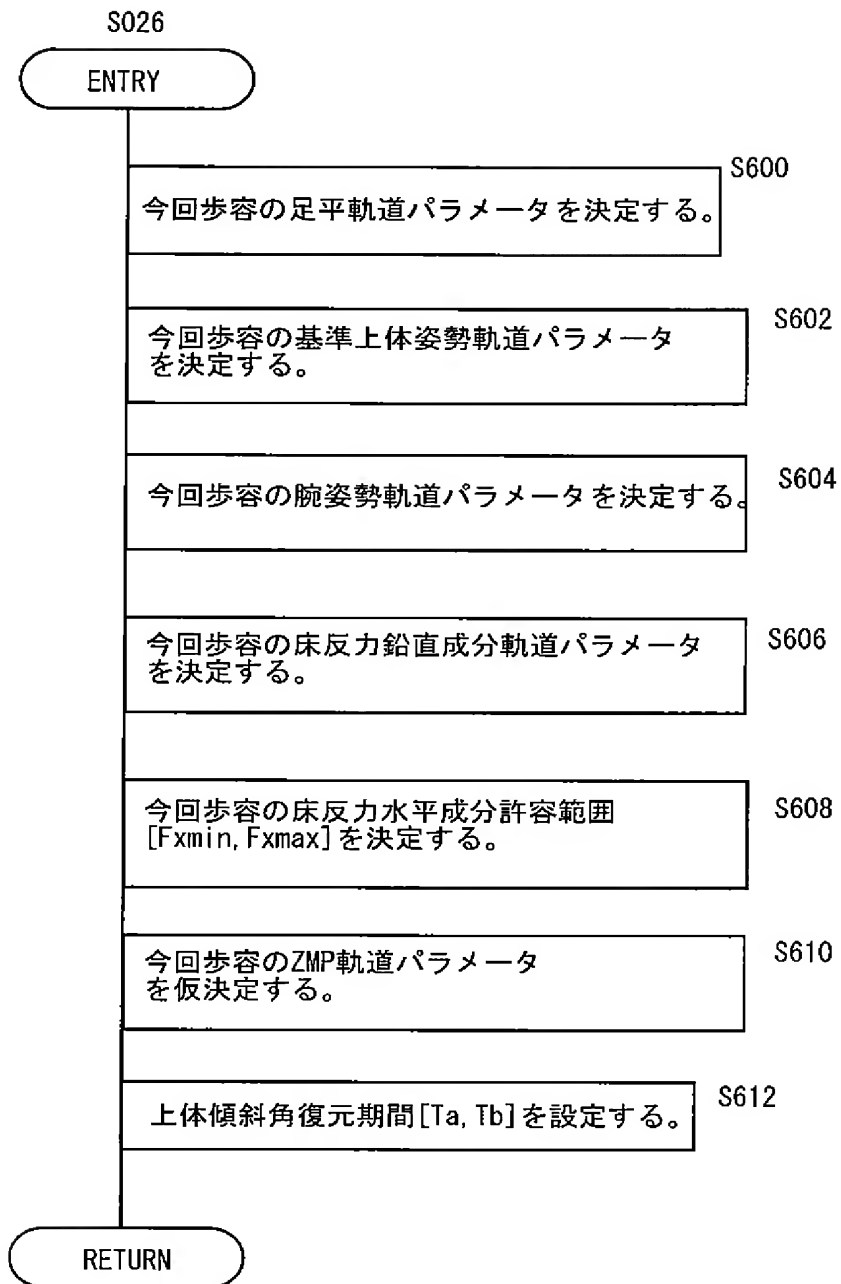 S026
ENTRY
S600
今回歩容の足平軌道パラメータを決定する。
S602
今回歩容の基準上体姿勢軌道パラメータ
を決定する。
S604
今回歩容の腕姿勢軌道パラメータを決定する。
S606
今回歩容の床反力鉛直成分軌道パラメータ
を決定する。
S608
今回歩容の床反力水平成分許容範囲
[Fxmin,Fxmax]を決定する。
S610
今回歩容のZMP軌道パラメータ
を仮決定する。
S612
上体傾斜角復元期間[Ta,Tb]を設定する。
RETURN